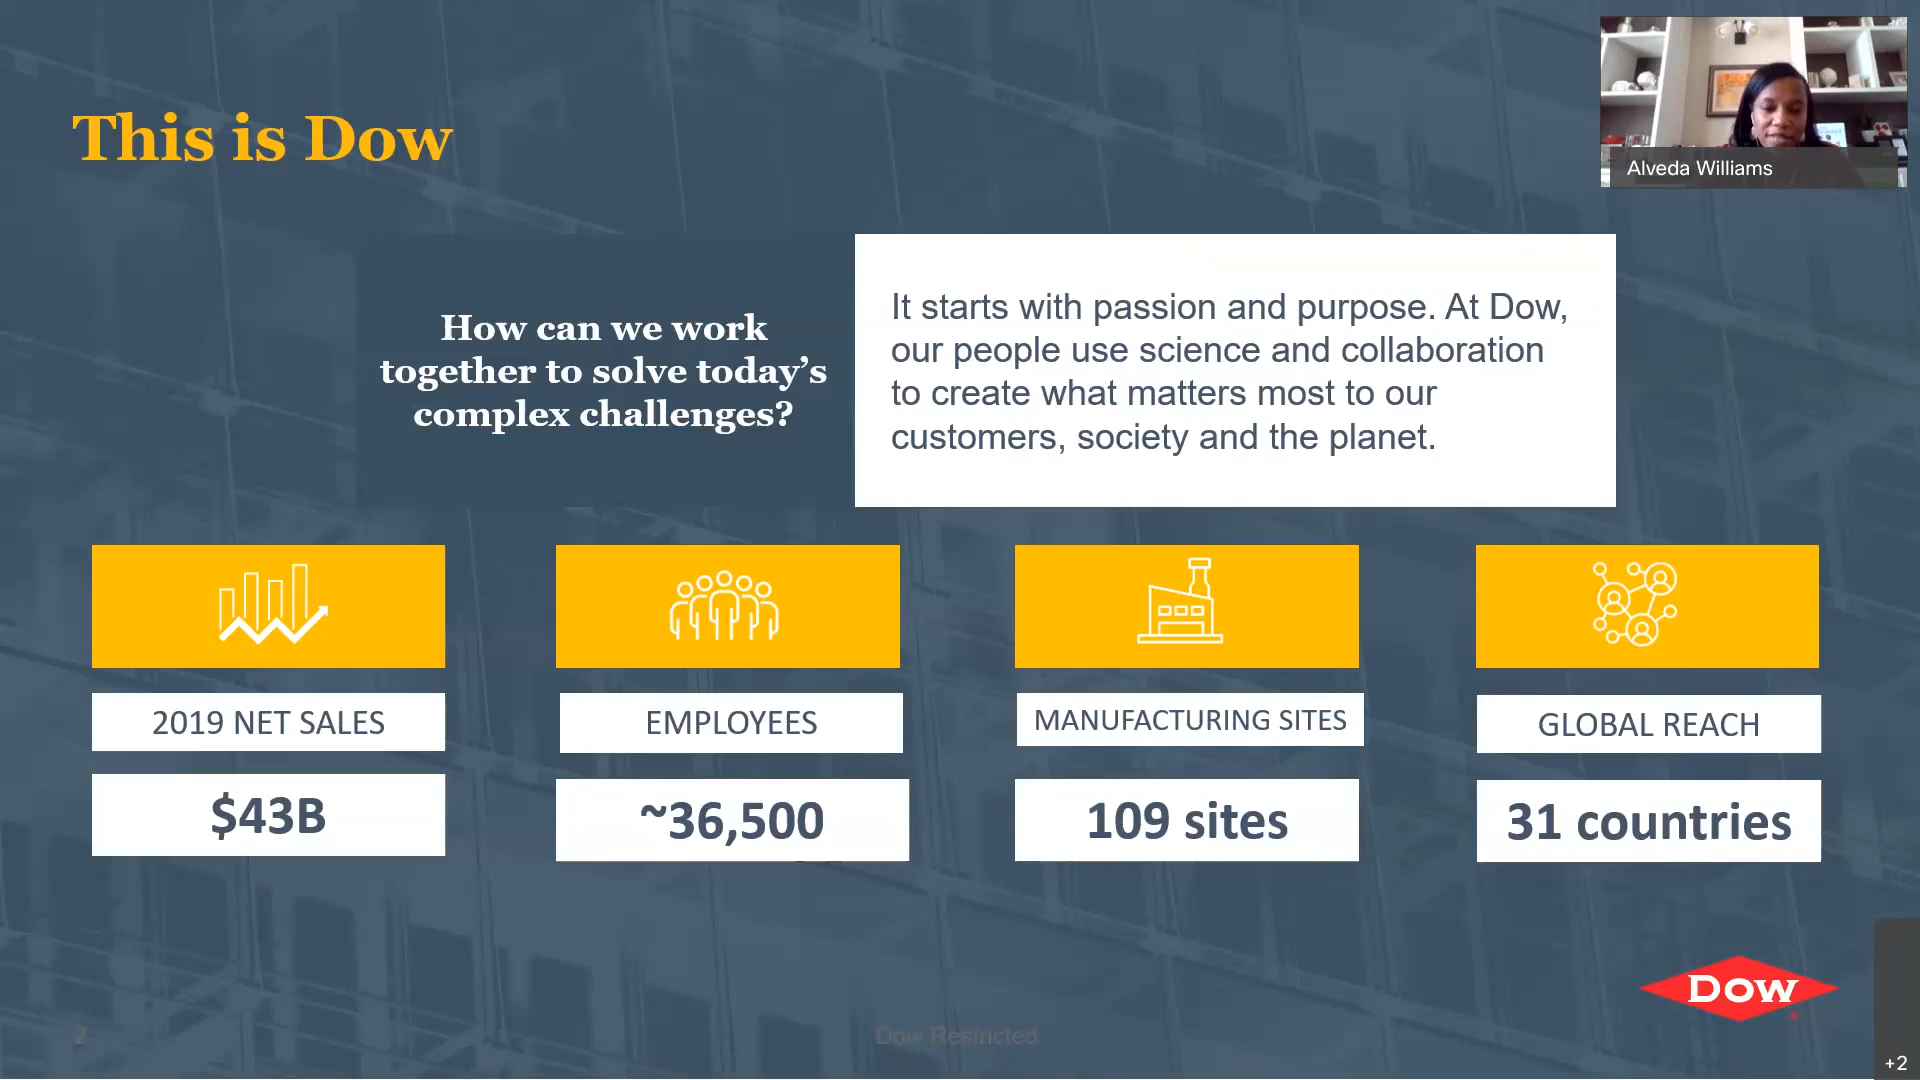 This is Dow
Alveda Williams
How can we work
together to solve today’s
complex challenges?
It starts with passion and purpose. At Dow,
our people use science and collaboration
to create what matters most to our
customers, society and the planet.
2019 NET SALES
$43B
EMPLOYEES
~36,500
MANUFACTURING SITES
109 sites
GLOBAL REACH
31 countries
DOW
2
Dow Restricted
+2